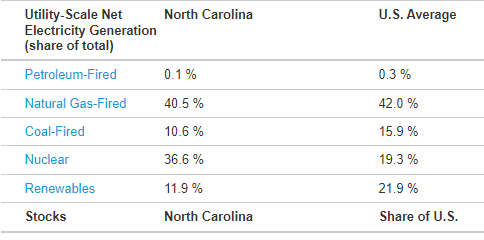 Utility-Scale Net North Carolina U.S. Average
Electricity Generation
(share of total)
Petroleum-Fired 0.1 % 0.3 %
Natural Gas-Fired 40.5 % 42.0 %
Coal-Fired 10.6 % 15.9 %
Nuclear 36.6 % 19.3 %
Renewables 11.9 % 21.9 %
Stocks North Carolina Share of U.S.